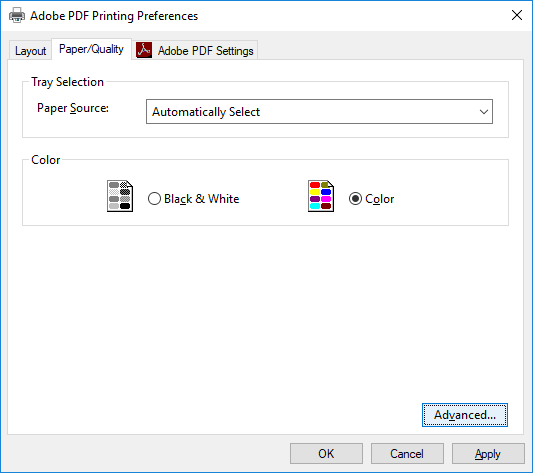 Adobe PDF Printing Preferences
Layout Paper/Quality Adobe PDF Settings
Tray Selection
Paper Source: Automatically Select
Color
Black & White Color
Advanced...
OK Cancel Apply